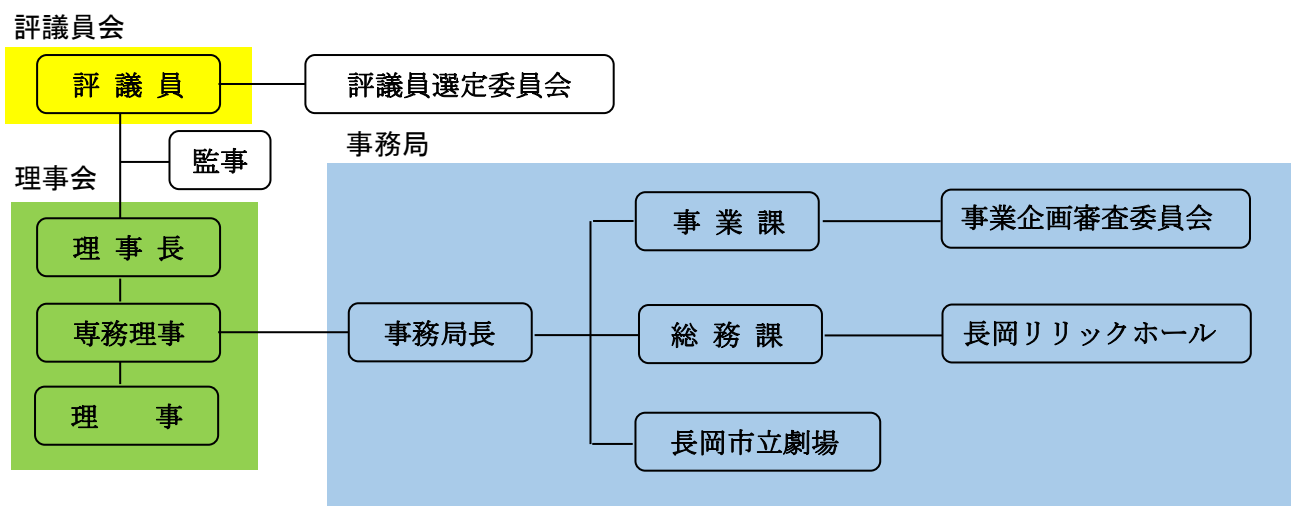 評議員会
評 議 員
評議員選定委員会
監事
理事会
理 事 長
専務理事
理 事
事務局
事務局長
事 業 課
事業企画審査委員会
総 務 課
長岡リリックホール
長岡市立劇場